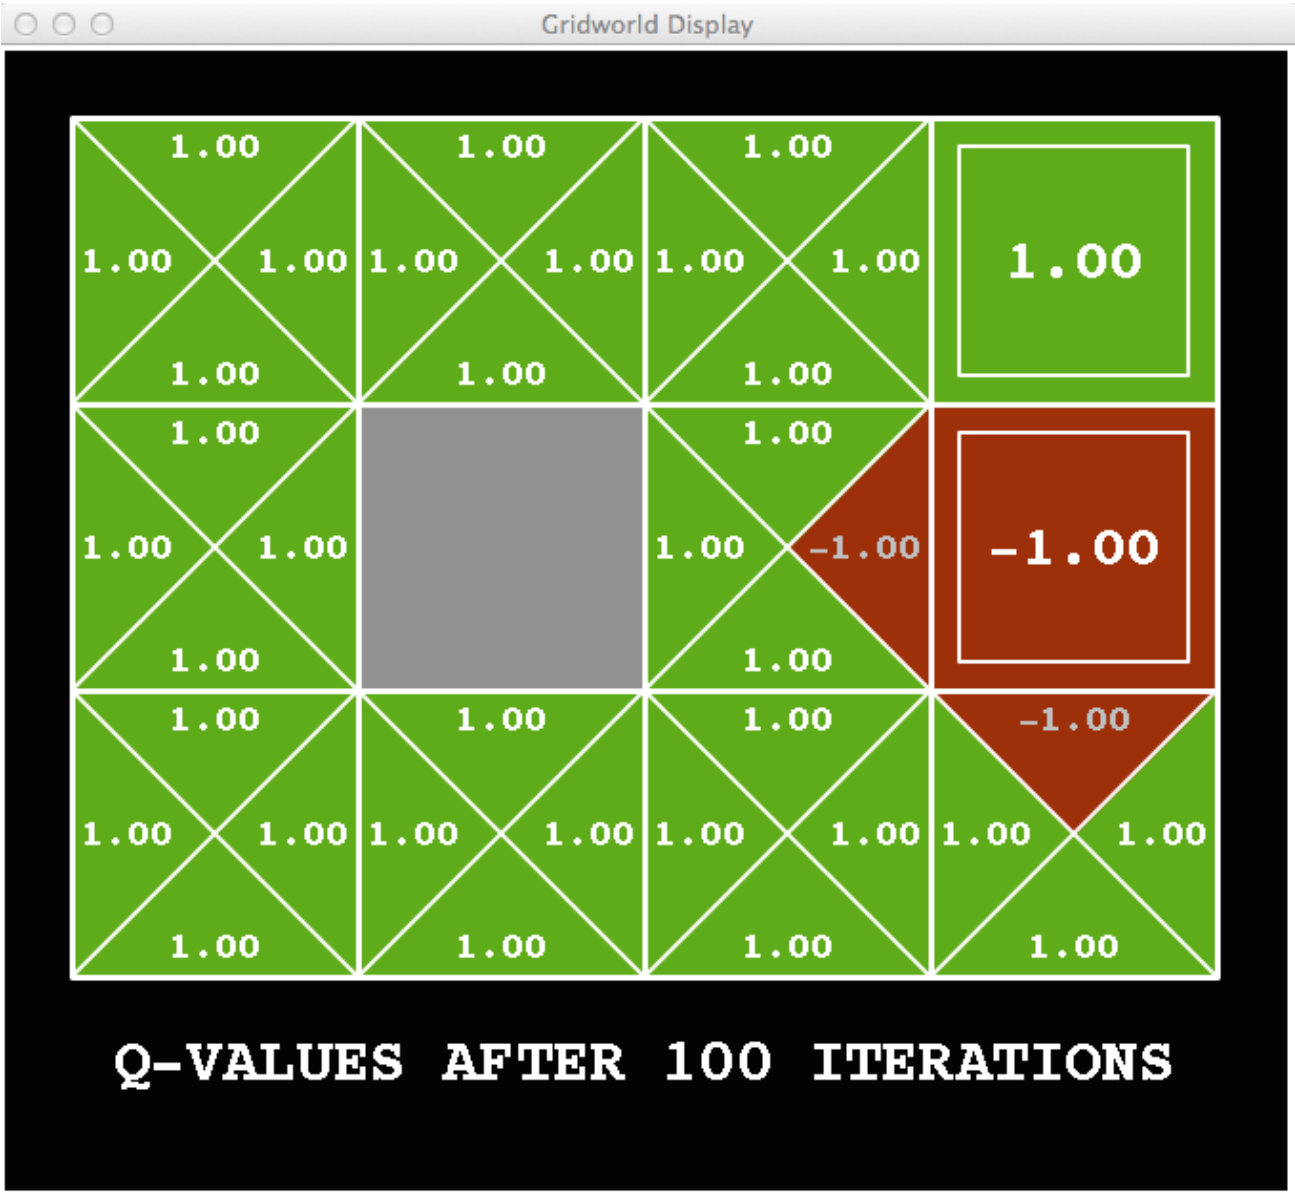 Gridworld Display
1.00 1.00 1.00
1.00 1.00 1.00 1.00 1.00 1.00 1.00
1.00 1.00 1.00
1.00 1.00
1.00 1.00 1.00 -1.00 -1.00
1.00 1.00
1.00 1.00 1.00 -1.00
1.00 1.00 1.00 1.00 1.00 1.00 1.00 1.00
1.00 1.00 1.00 1.00
Q-VALUES AFTER 100 ITERATIONS